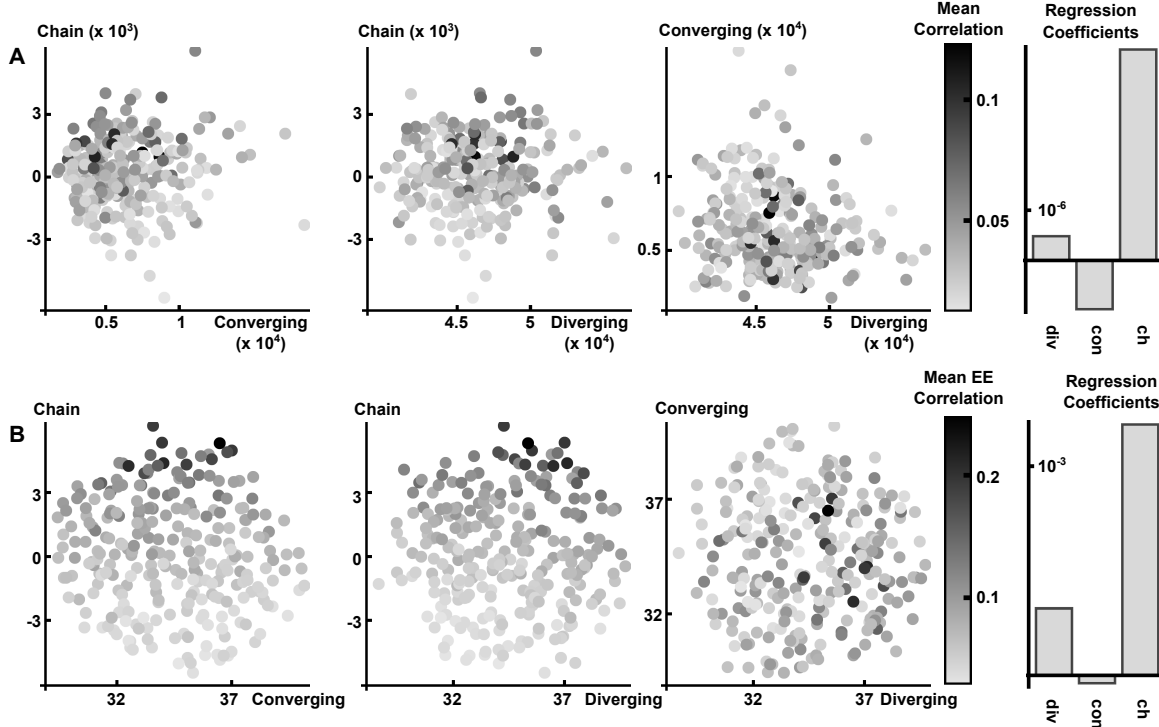 A
Chain (x 10³)
3
0
-3
0.5
1
Converging
(x 10⁴)
Chain (x 10³)
3
0
-3
4.5
5
Diverging
(x 10⁴)
Converging (x 10⁴)
1
0.5
4.5
5
Diverging
(x 10⁴)
Mean
Correlation
0.1
0.05
Regression
Coefficients
10⁻⁶
div
con
ch
B
Chain
3
0
-3
32
37
Converging
Chain
3
0
-3
32
37
Diverging
Converging
37
32
32
37
Diverging
Mean EE
Correlation
0.2
0.1
Regression
Coefficients
10⁻³
div
con
ch